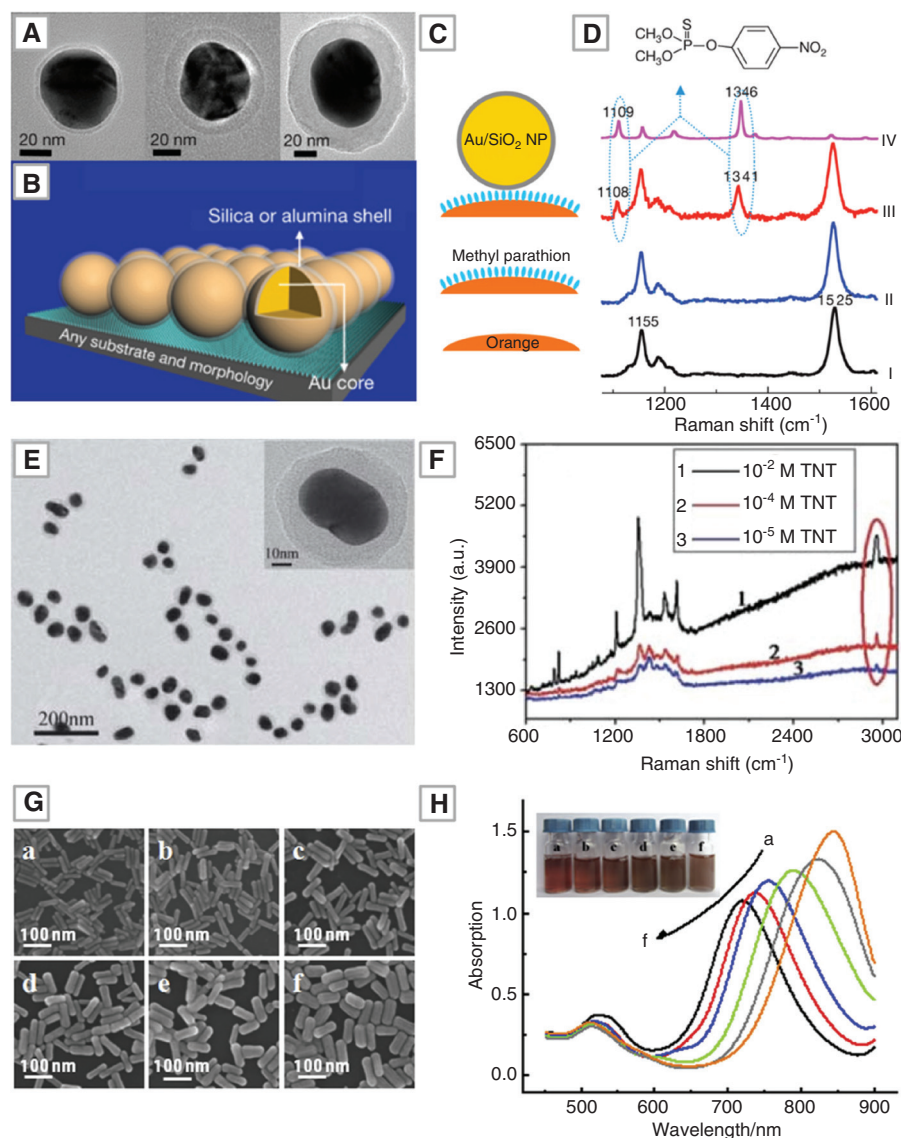 A
20 nm
20 nm
20 nm
B
Silica or alumina shell
Any substrate and morphology
Au core
C
Au/SiO2 NP
Methyl parathion
Orange
D
CH3O
S
P
CH3O
O
NO2
1109
1346
IV
1108
1341
III
II
1155
1525
I
1200
1400
1600
Raman shift (cm-1)
E
10nm
200nm
F
6500
5200
3900
2600
1300
Intensity (a.u.)
1 10-2 M TNT
2 10-4 M TNT
3 10-5 M TNT
1
2
3
600
1200
1800
2400
3000
Raman shift (cm-1)
G
a
100 nm
b
100 nm
c
100 nm
d
100 nm
e
100 nm
f
100 nm
H
1.5
1.0
0.5
0.0
Absorption
a b c d e f
a
f
500
600
700
800
900
Wavelength/nm